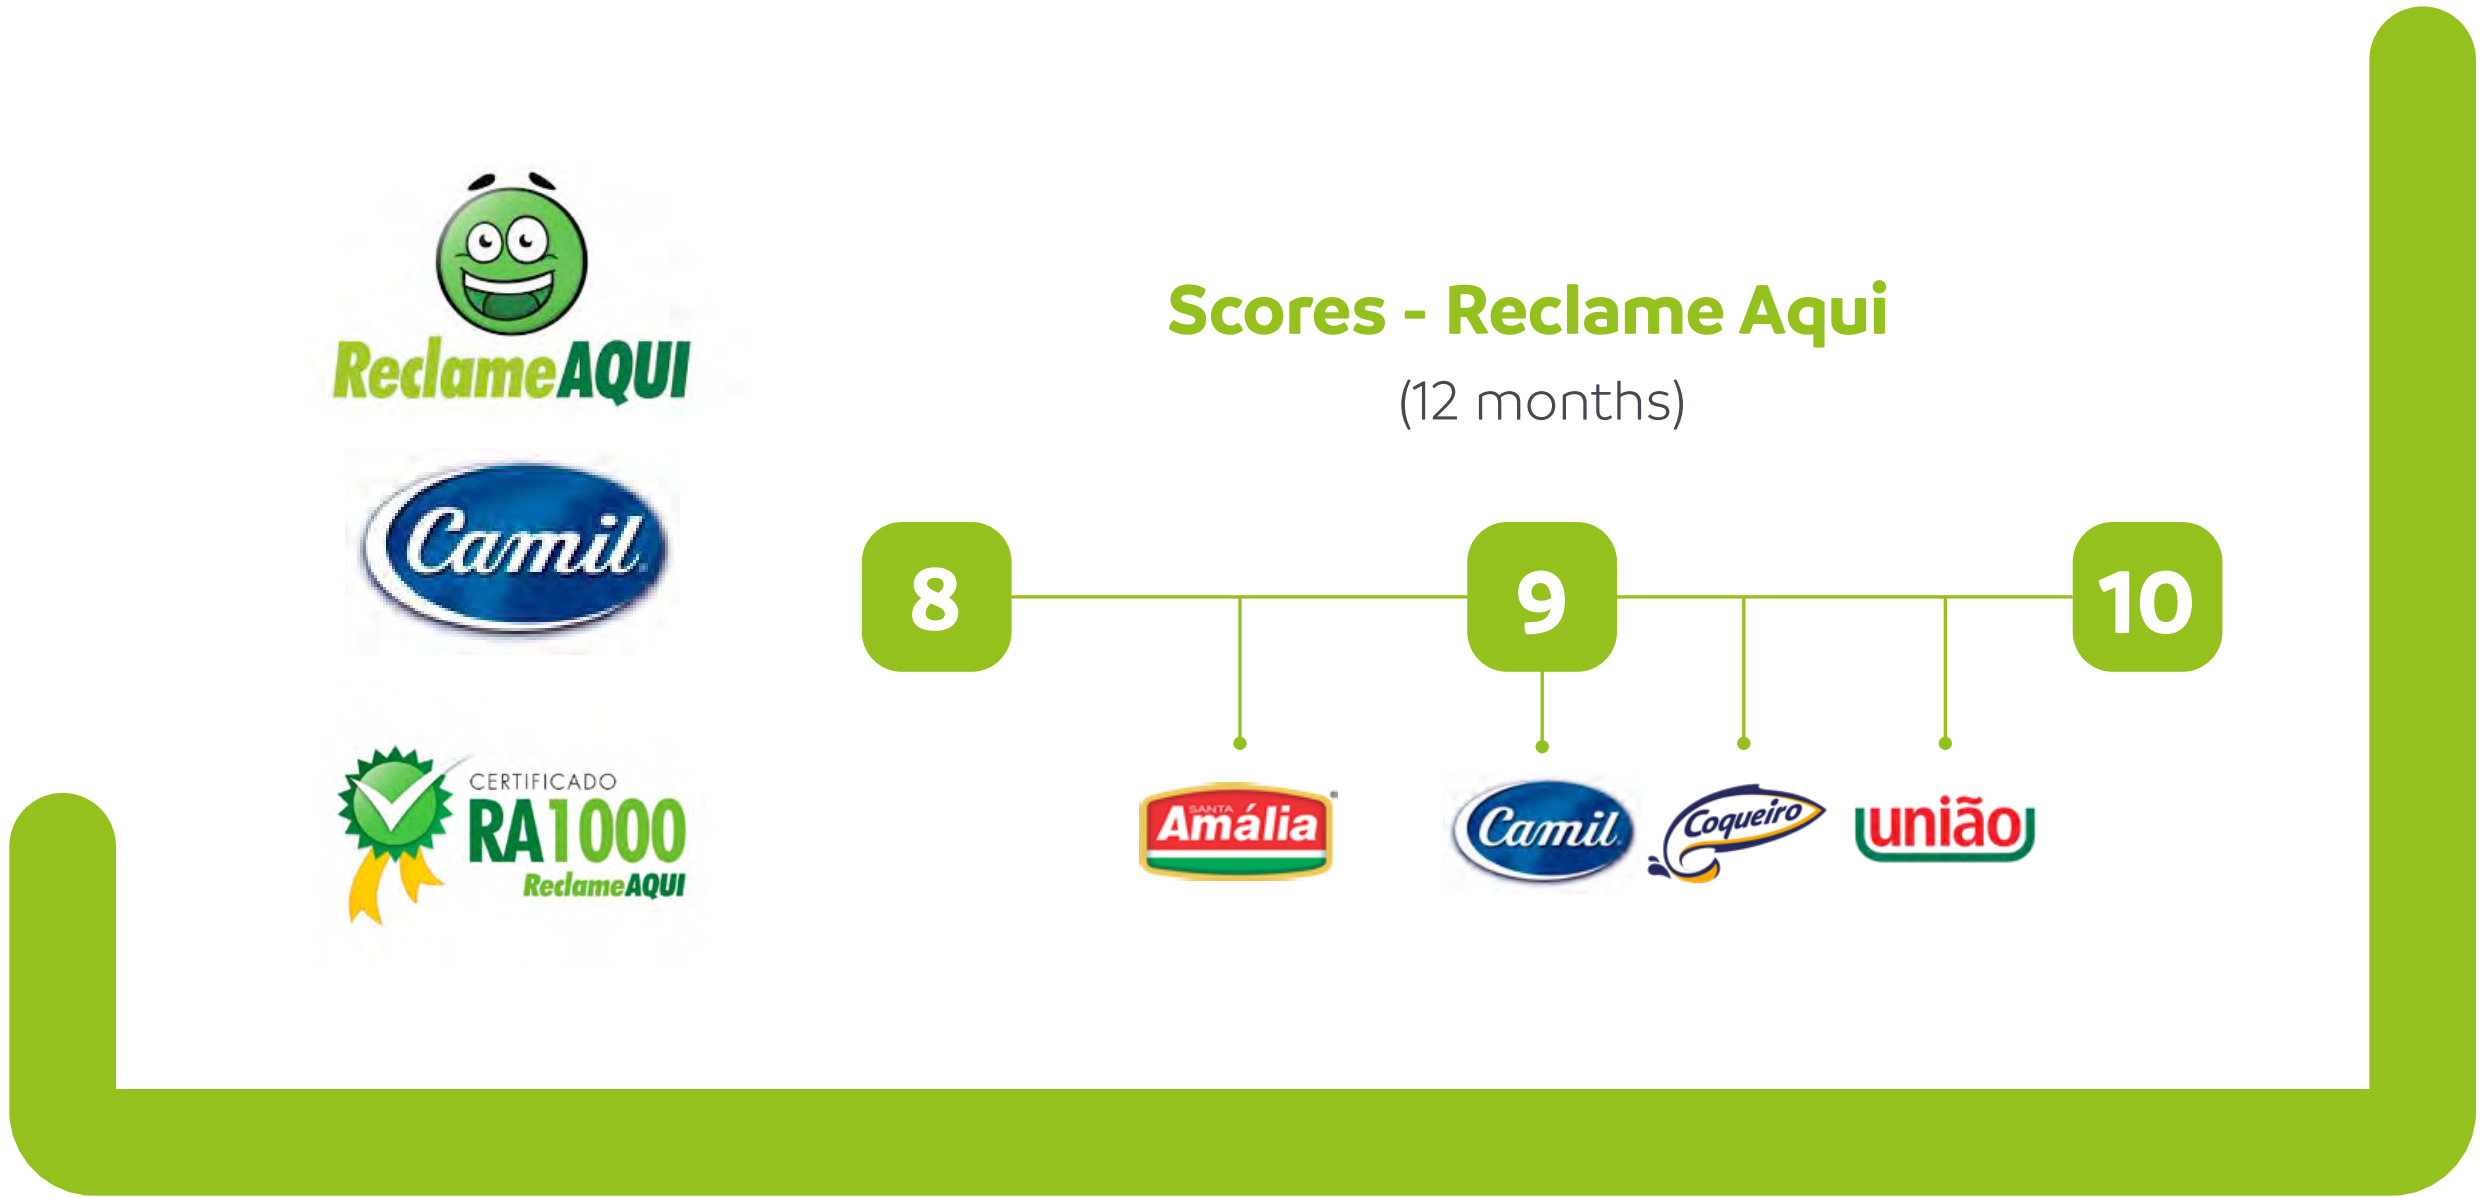 ReclameAQUI
Camil
CERTIFICADO
RA1000
ReclameAQUI
Scores - Reclame Aqui
(12 months)
8
9
10
SANTA
Amália
Camil
Coqueiro
união